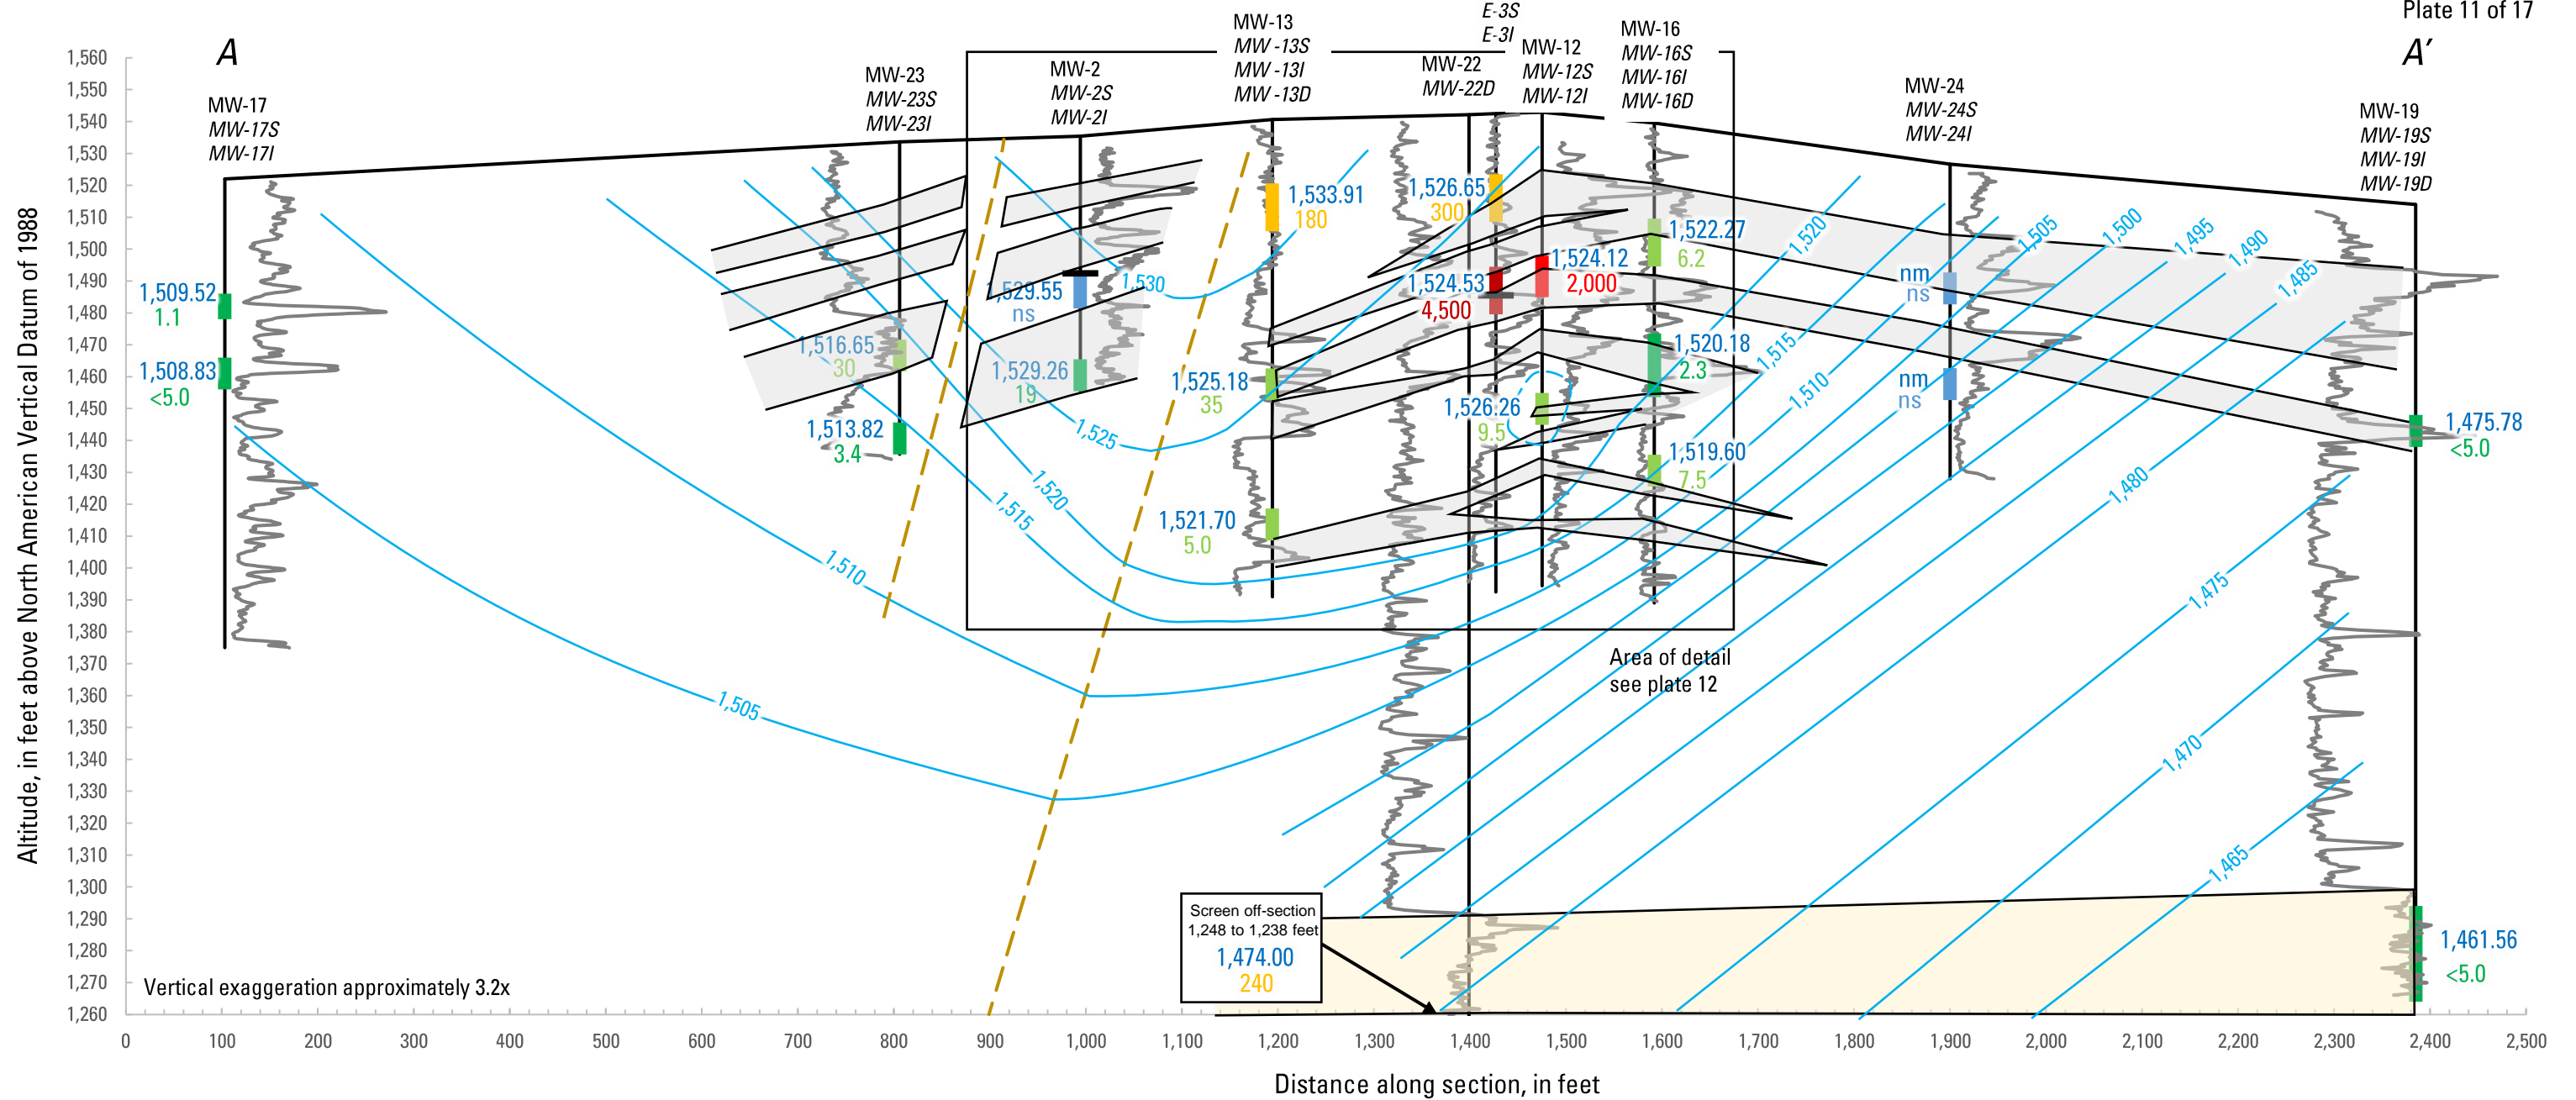 Plate 11 of 17
A
A′
MW-17
MW-17S
MW-17I
MW-23
MW-23S
MW-23I
MW-2
MW-2S
MW-2I
MW-13
MW -13S
MW -13I
MW -13D
MW-22
MW-22D
E-3S
E-3I
MW-12
MW-12S
MW-12I
MW-16
MW-16S
MW-16I
MW-16D
MW-24
MW-24S
MW-24I
MW-19
MW-19S
MW-19I
MW-19D
Altitude, in feet above North American Vertical Datum of 1988
1,560
1,550
1,540
1,530
1,520
1,510
1,500
1,490
1,480
1,470
1,460
1,450
1,440
1,430
1,420
1,410
1,400
1,390
1,380
1,370
1,360
1,350
1,340
1,330
1,320
1,310
1,300
1,290
1,280
1,270
1,260
1,509.52
1.1
1,508.83
<5.0
1,516.65
30
1,513.82
3.4
1,529.55
ns
1,529.26
19
1,533.91
180
1,525.18
35
1,521.70
5.0
1,526.65
300
1,524.53
4,500
1,524.12
2,000
1,526.26
9.5
1,522.27
6.2
1,520.18
2.3
1,519.60
7.5
nm
ns
nm
ns
1,475.78
<5.0
1,461.56
<5.0
1,530
1,525
1,520
1,515
1,510
1,505
1,520
1,515
1,510
1,505
1,500
1,495
1,490
1,485
1,480
1,475
1,470
1,465
Area of detail
see plate 12
Screen off-section
1,248 to 1,238 feet
1,474.00
240
Vertical exaggeration approximately 3.2x
0
100
200
300
400
500
600
700
800
900
1,000
1,100
1,200
1,300
1,400
1,500
1,600
1,700
1,800
1,900
2,000
2,100
2,200
2,300
2,400
2,500
Distance along section, in feet